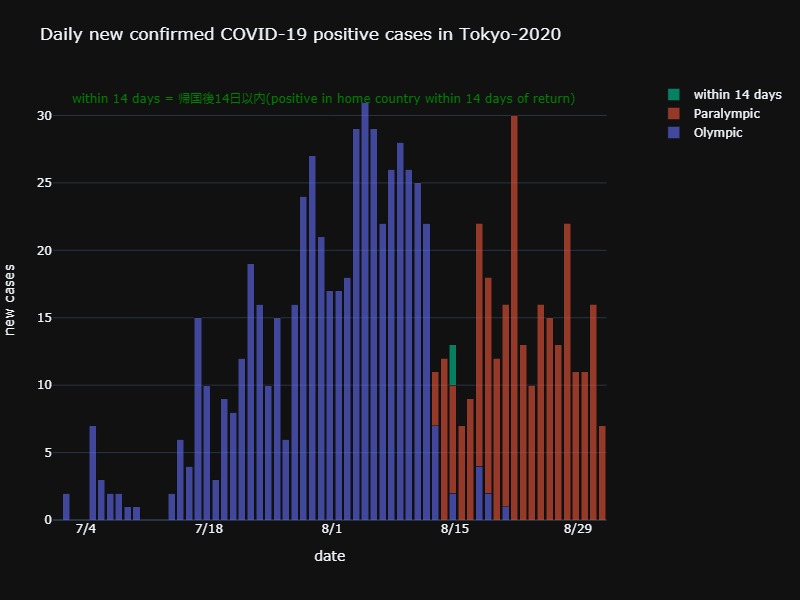 Daily new confirmed COVID-19 positive cases in Tokyo-2020
within 14 days = 帰国後14日以内(positive in home country within 14 days of return)
within 14 days
Paralympic
Olympic
30
25
20
15
10
5
0
new cases
7/4
7/18
8/1
8/15
8/29
date